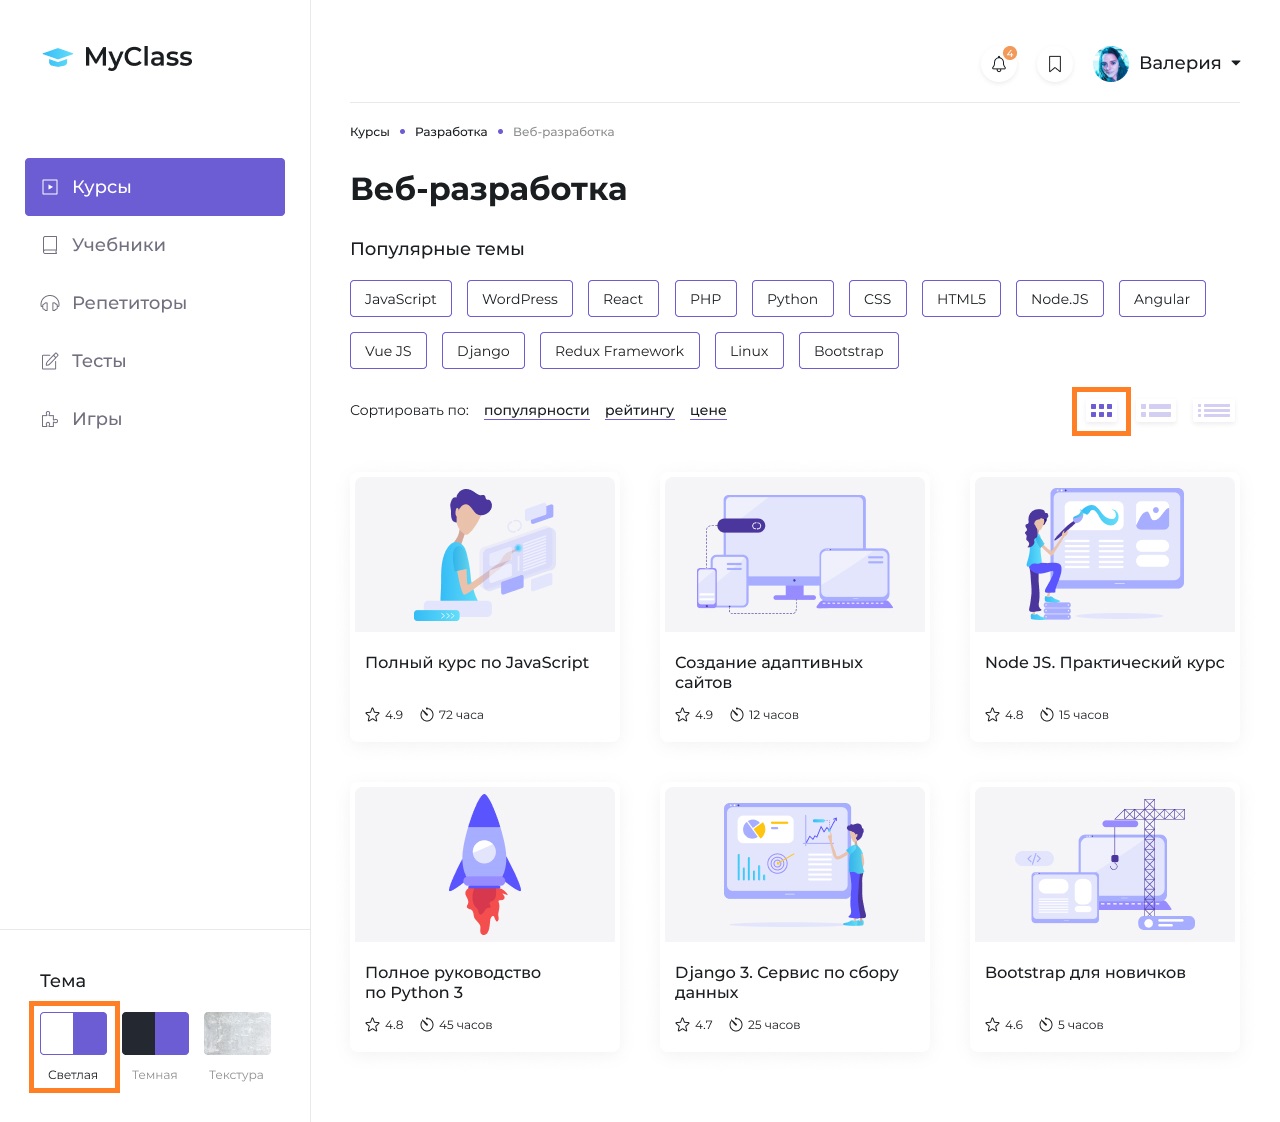 MyClass
4
Валерия
Курсы
Учебники
Репетиторы
Тесты
Игры
Курсы • Разработка • Веб-разработка
Веб-разработка
Популярные темы
JavaScript WordPress React PHP Python CSS HTML5 Node.JS Angular
Vue JS Django Redux Framework Linux Bootstrap
Сортировать по: популярности рейтингу цене
Полный курс по JavaScript
4.9 72 часа
Создание адаптивных
сайтов
4.9 12 часов
Node JS. Практический курс
4.8 15 часов
Полное руководство
по Python 3
4.8 45 часов
Django 3. Сервис по сбору
данных
4.7 25 часов
</>
Bootstrap для новичков
4.6 5 часов
Тема
Светлая Темная Текстура